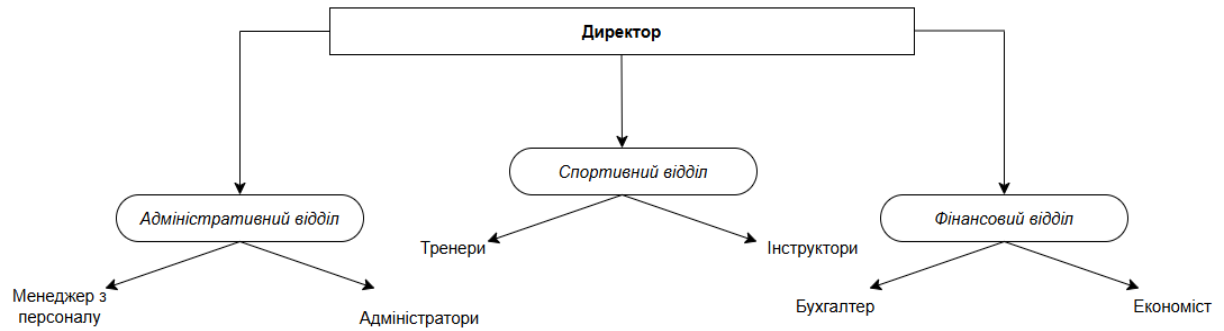 Директор
Спортивний відділ
Адміністративний відділ
Фінансовий відділ
Тренери
Інструктори
Менеджер з
персоналу
Адміністратори
Бухгалтер
Економіст